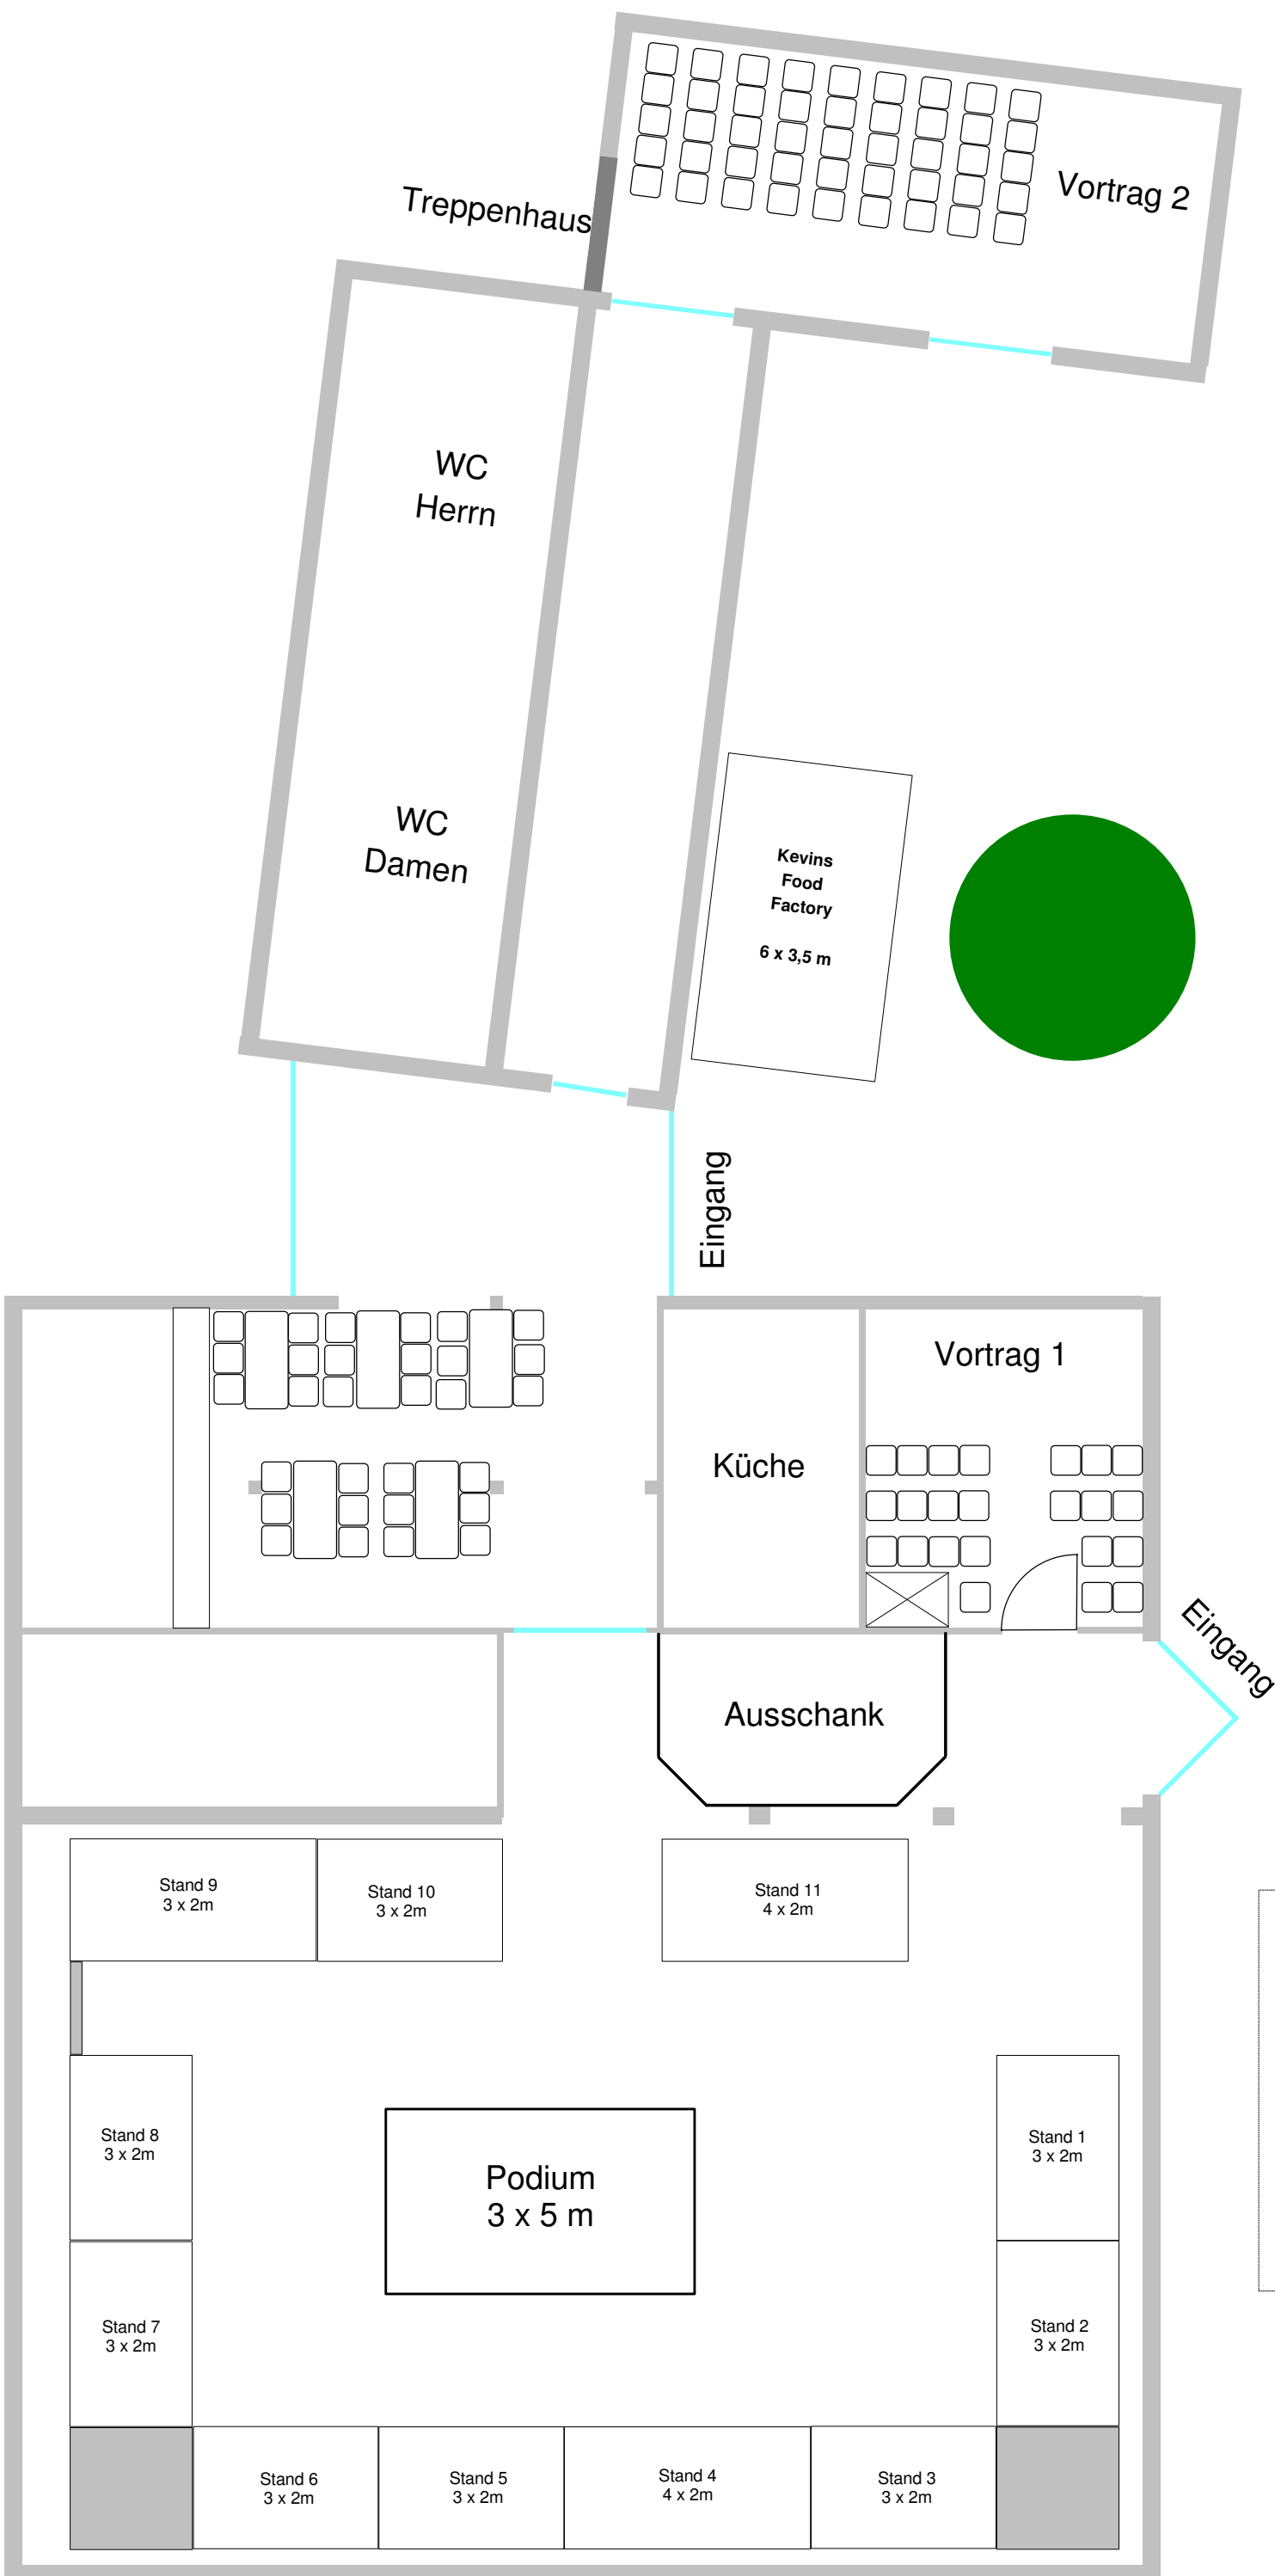 Vortrag 2
Treppenhaus
WC
Herrn
WC
Damen
Kevins
Food
Factory
6 x 3,5 m
Eingang
Vortrag 1
Küche
Eingang
Ausschank
Stand 9
3 x 2m
Stand 10
3 x 2m
Stand 11
4 x 2m
Stand 8
3 x 2m
Stand 1
3 x 2m
Podium
3 x 5 m
Stand 7
3 x 2m
Stand 2
3 x 2m
Stand 6
3 x 2m
Stand 5
3 x 2m
Stand 4
4 x 2m
Stand 3
3 x 2m